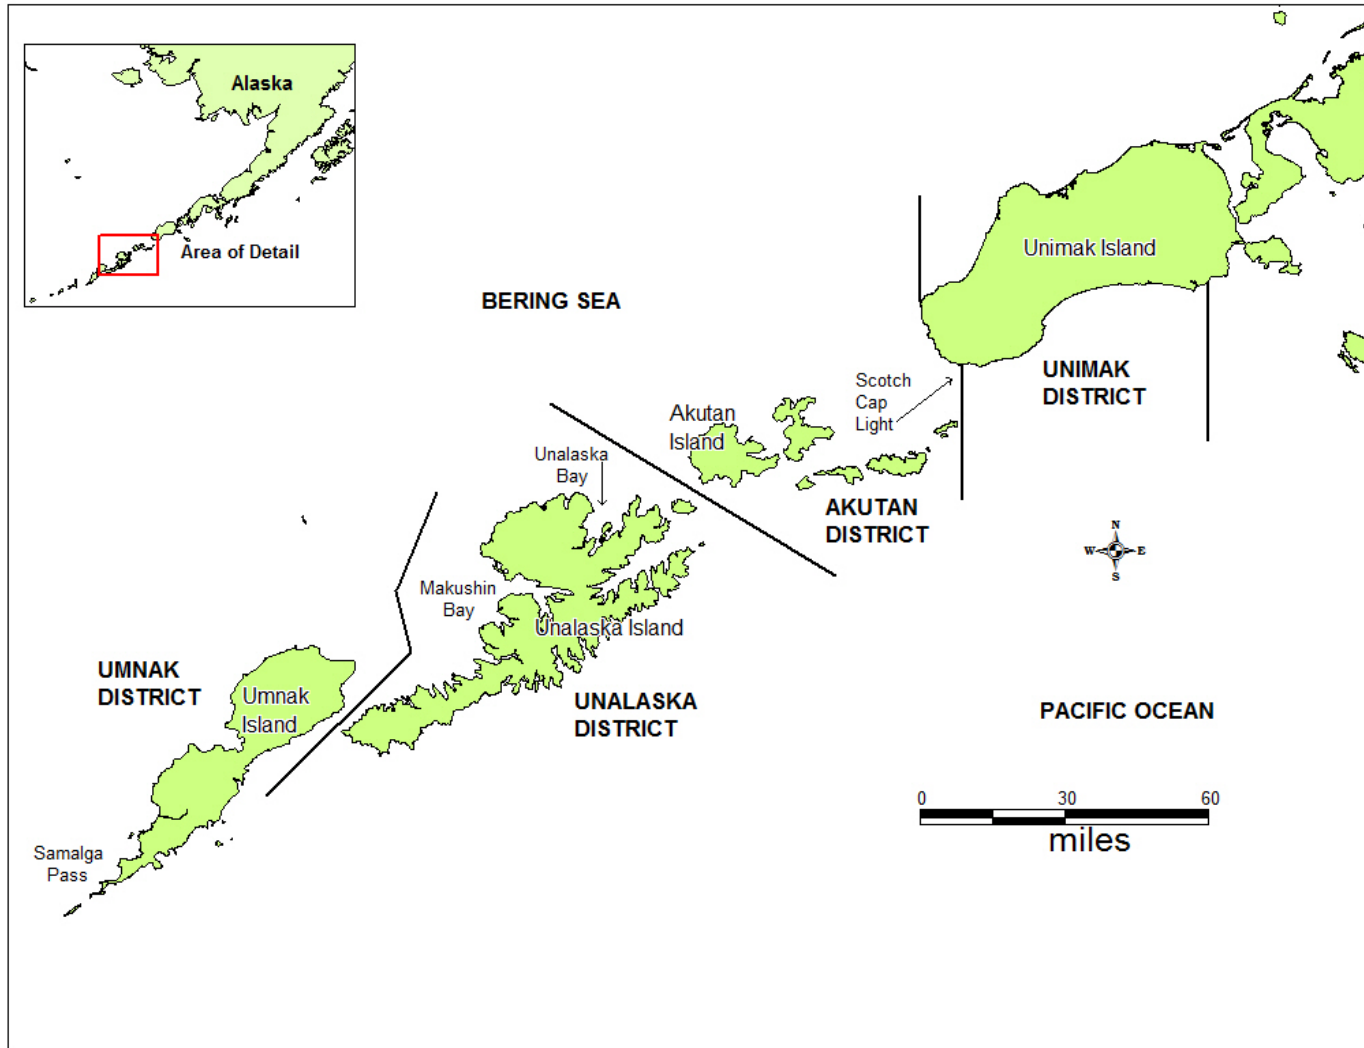 Alaska
Area of Detail
BERING SEA
Unimak Island
UNIMAK
DISTRICT
Scotch
Cap
Light
Akutan
Island
AKUTAN
DISTRICT
Unalaska
Bay
N
W
E
S
Makushin
Bay
Unalaska Island
UNALASKA
DISTRICT
UMNAK
DISTRICT
Umnak
Island
PACIFIC OCEAN
0 30 60
miles
Samalga
Pass